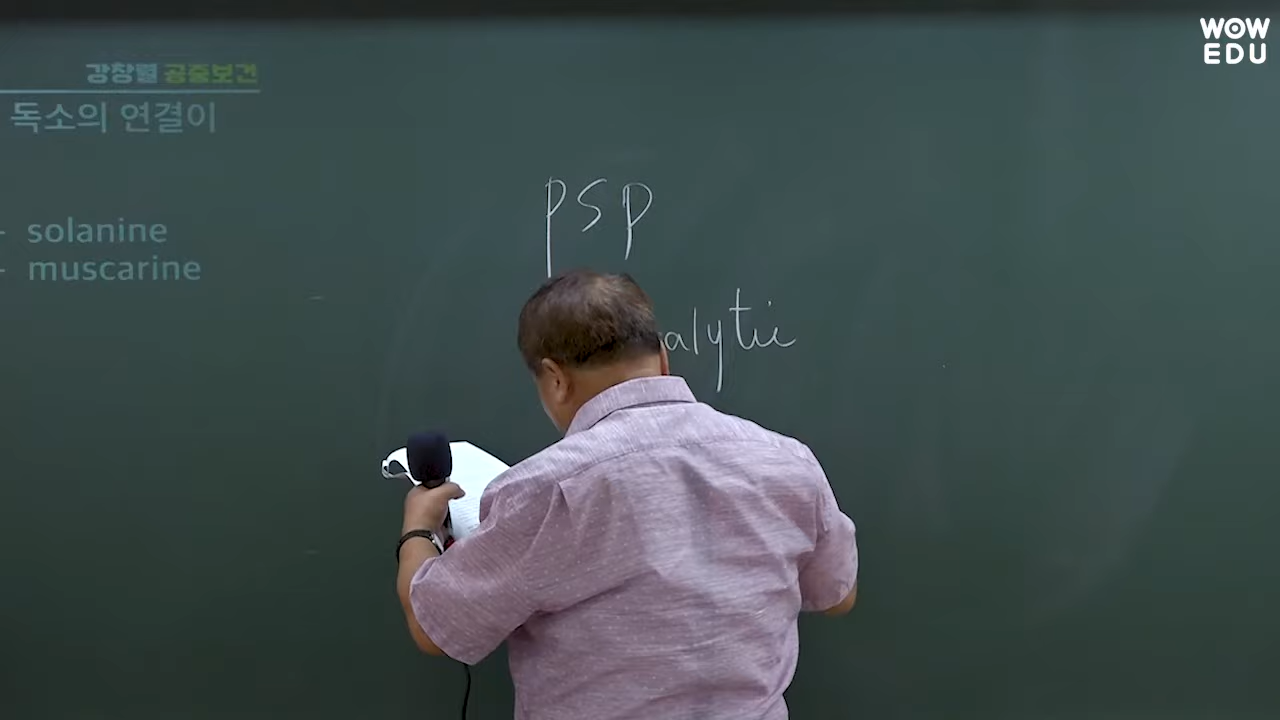 WOW
EDU
강창렬 공중보건
독소의 연결이
PSP
- solanine
- muscarine
alytic